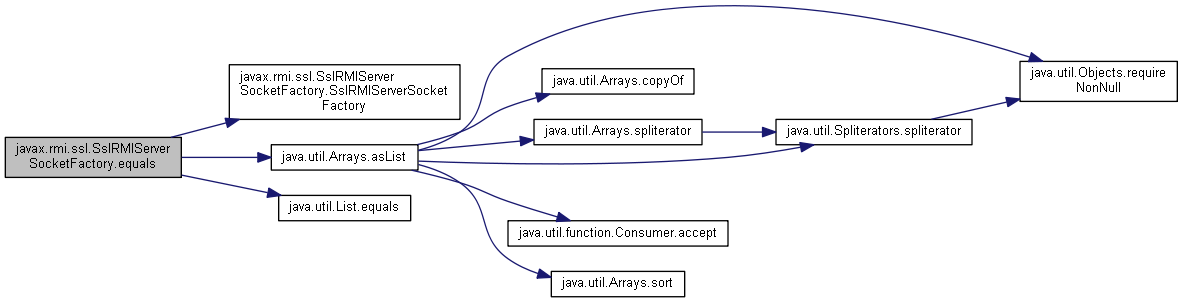 javax.rmi.ssl.SslRMIServer
SocketFactory.equals
javax.rmi.ssl.SslRMIServer
SocketFactory.SslRMIServerSocket
Factory
java.util.Arrays.asList
java.util.List.equals
java.util.Arrays.copyOf
java.util.Arrays.spliterator
java.util.function.Consumer.accept
java.util.Arrays.sort
java.util.Spliterators.spliterator
java.util.Objects.require
NonNull